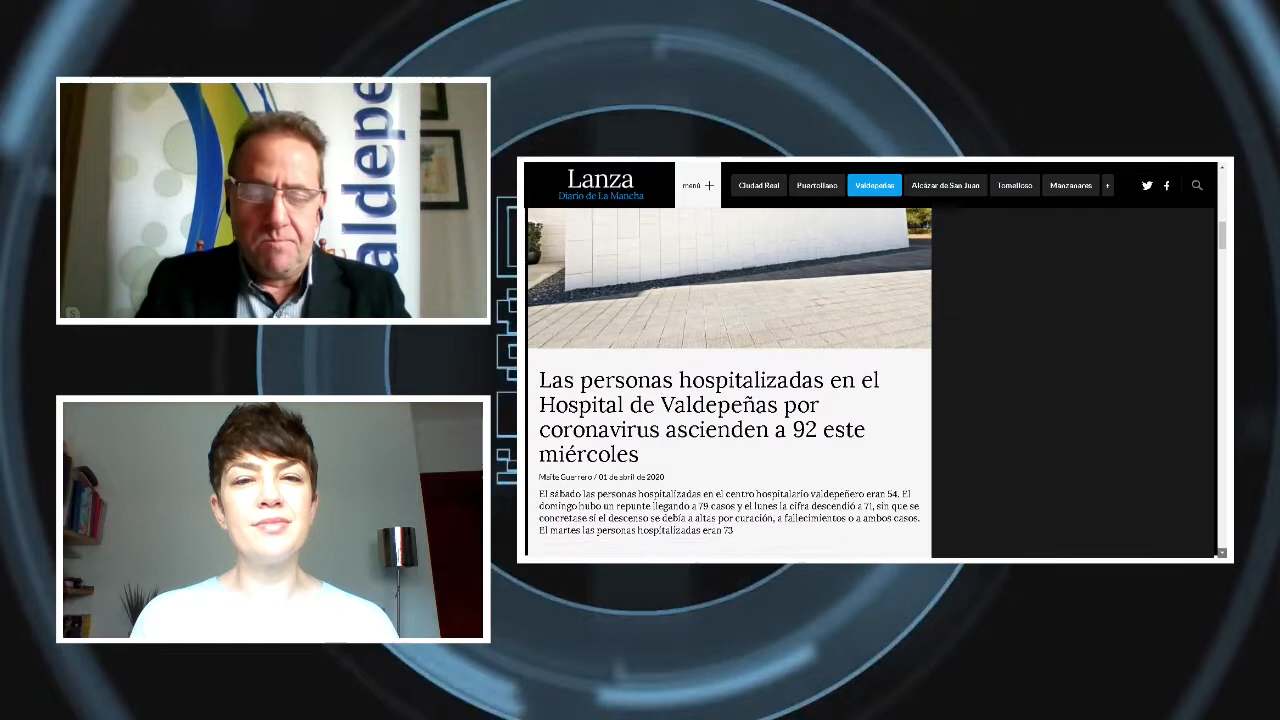 aldepe
Lanza
Diario de La Mancha
menú
Ciudad Real
Puertollano
Valdepeñas
Alcázar de San Juan
Tomelloso
Manzanares
+
Las personas hospitalizadas en el
Hospital de Valdepeñas por
coronavirus ascienden a 92 este
miércoles
Maite Guerrero / 01 de abril de 2020
El sábado las personas hospitalizadas en el centro hospitalario valdepeñero eran 54. El
domingo hubo un repunte llegando a 79 casos y el lunes la cifra descendió a 71, sin que se
concretase si el descenso se debía a altas por curación, a fallecimientos o a ambos casos.
El martes las personas hospitalizadas eran 73